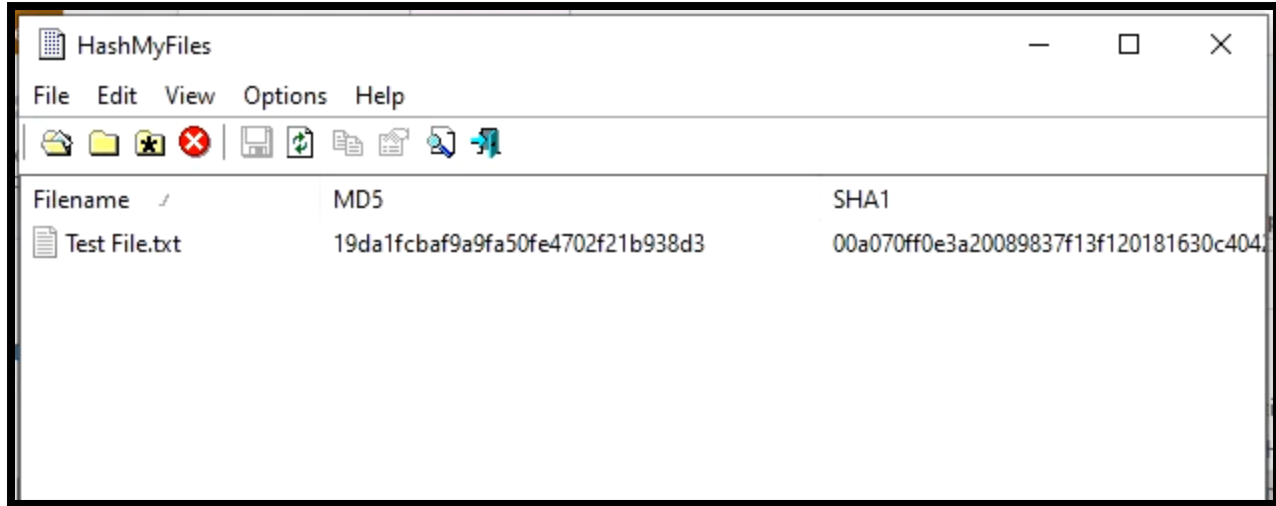 HashMyFiles
File Edit View Options Help
Filename MD5 SHA1
Test File.txt 19da1fcbaf9a9fa50fe4702f21b938d3 00a070ff0e3a20089837f13f120181630c404